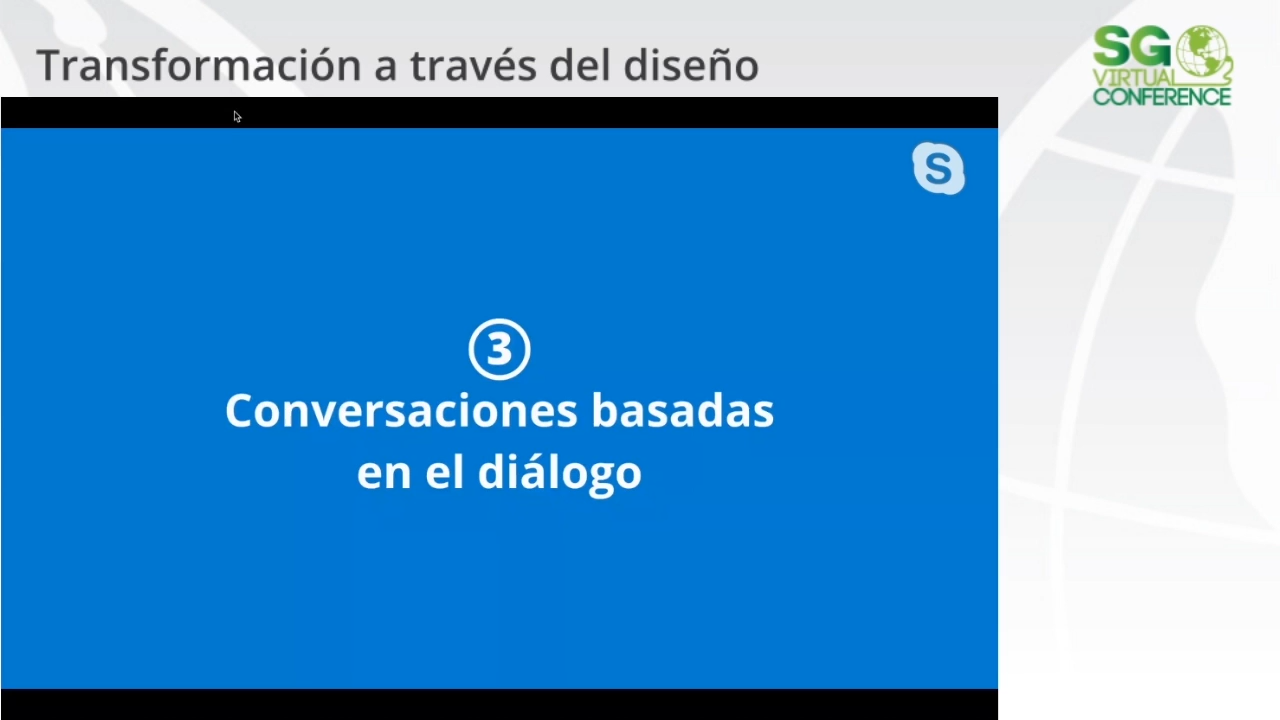 Transformación a través del diseño
SG
VIRTUAL
CONFERENCE
S
3
Conversaciones basadas
en el diálogo